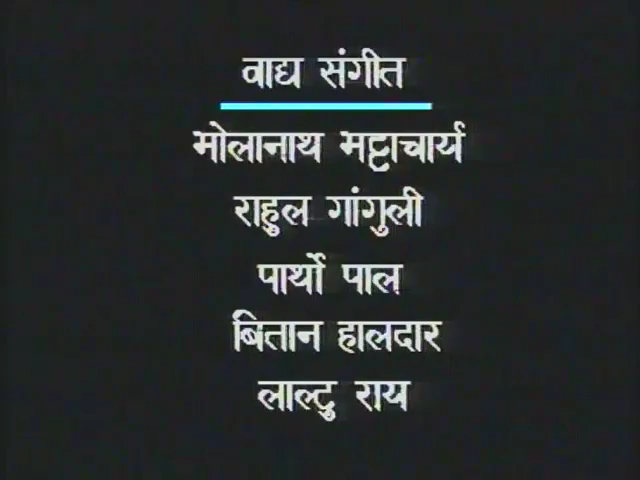 वाद्य संगीत
मोलानाथ मट्टाचार्य
राहुल गांगुली
पार्थो पाल
बितान हालदार
लाल्टु राय